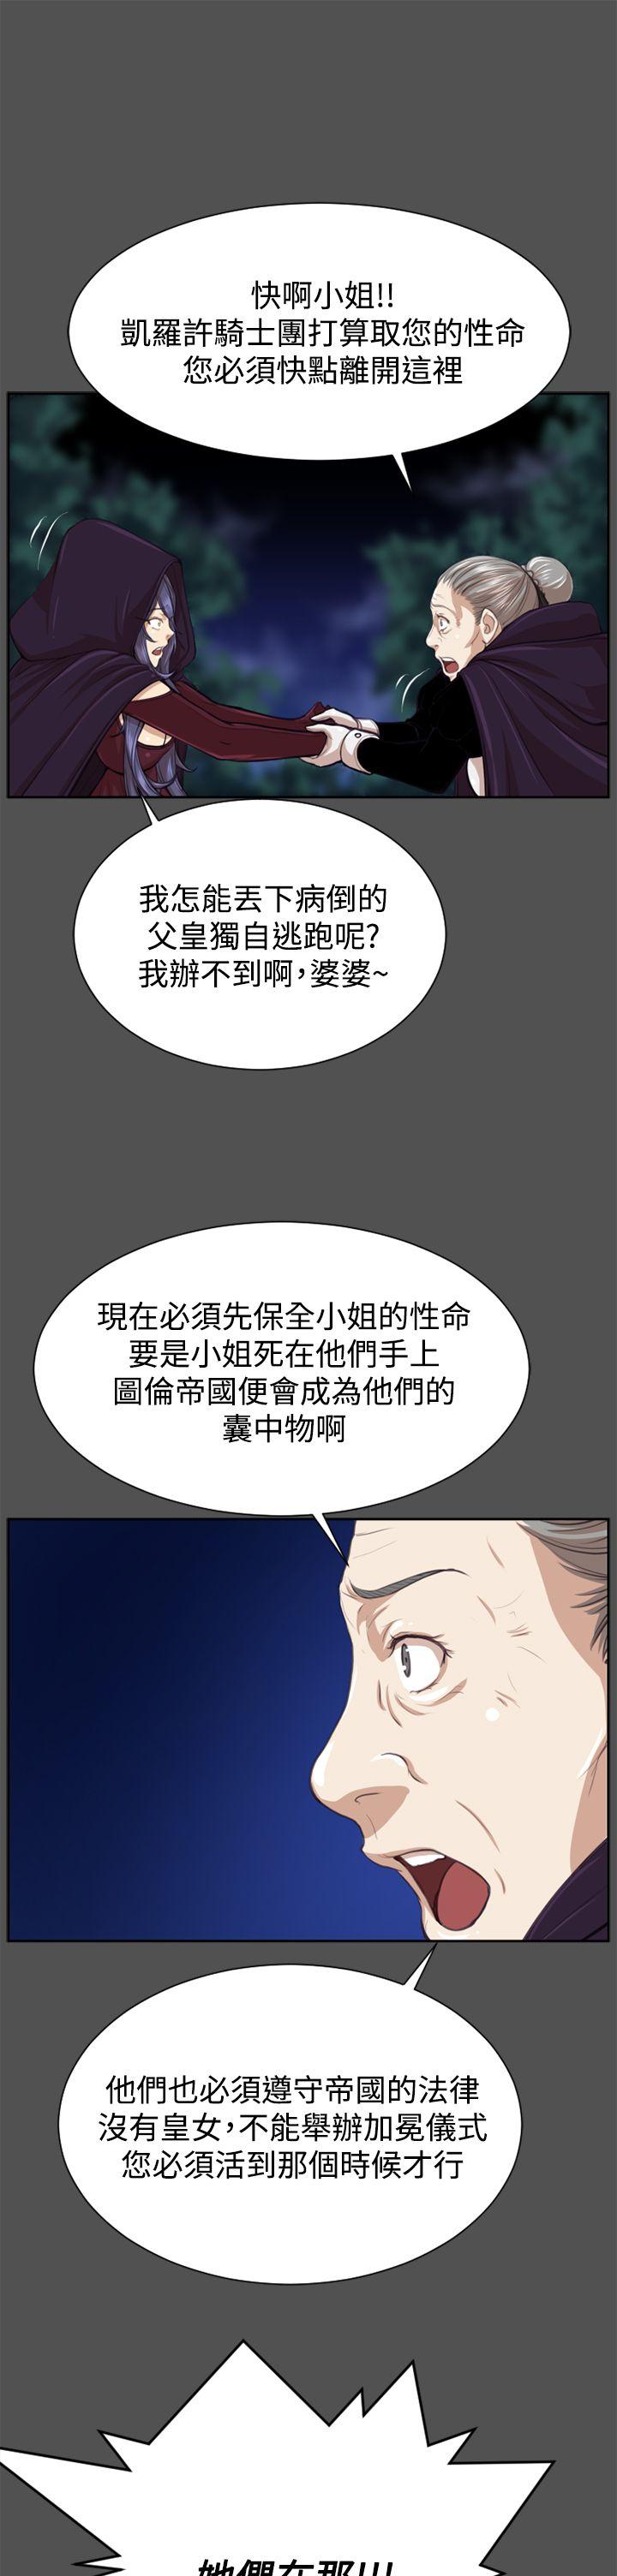 快啊小姐!!
凱羅許騎士團打算取您的性命
您必須快點離開這裡
我怎能丟下病倒的
父皇獨自逃跑呢?
我辦不到啊，婆婆~
現在必須先保全小姐的性命
要是小姐死在他們手上
圖倫帝國便會成為他們的
囊中物啊
他們也必須遵守帝國的法律
沒有皇女，不能舉辦加冕儀式
您必須活到那個時候才行
她們在那!!!